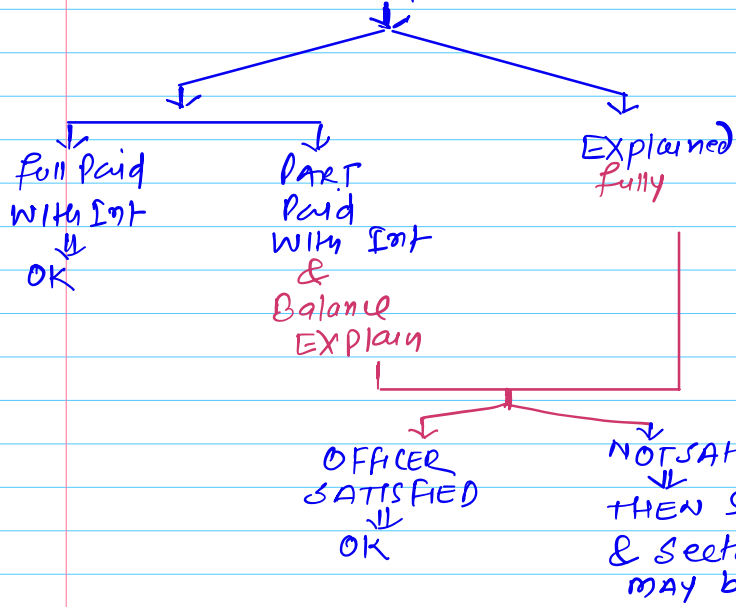 Full Paid
With Int
OK
PART
Paid
With Int
&
Balance
Explain
Explained
fully
OFFICER
SATISFIED
OK
NOT SAT
THEN S
& Sect
MAY b